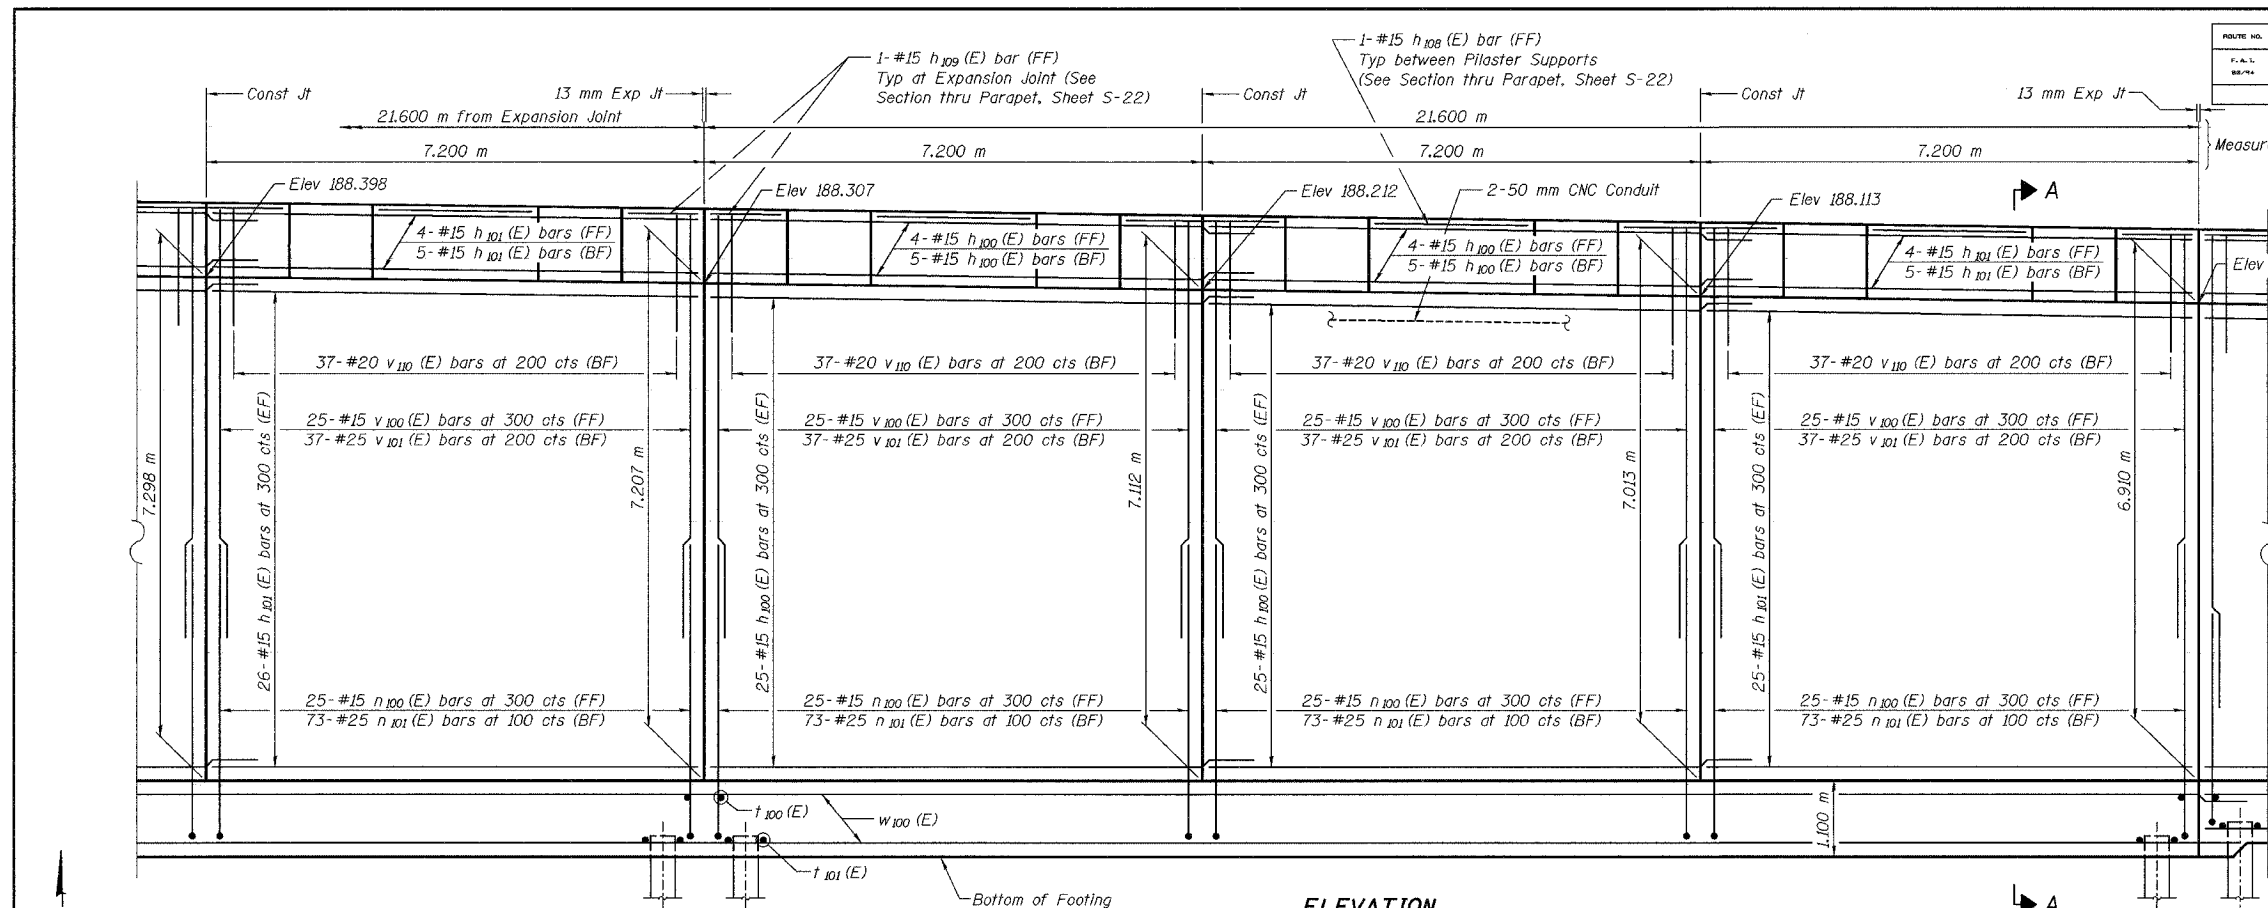 ROUTE NO.
F.A.I.
1-#15 h109 (E) bar (FF)
Typ at Expansion Joint (See
Section thru Parapet, Sheet S-22)
1-#15 h108 (E) bar (FF)
Typ between Pilaster Supports
(See Section thru Parapet, Sheet S-22)
Const Jt
13 mm Exp Jt
Const Jt
Const Jt
13 mm Exp Jt
21.600 m from Expansion Joint
21.600 m
Measur
7.200 m
7.200 m
7.200 m
7.200 m
Elev 188.398
Elev 188.307
Elev 188.212
2-50 mm CNC Conduit
Elev 188.113
A
Elev
4-#15 h101 (E) bars (FF)
5-#15 h101 (E) bars (BF)
4-#15 h100 (E) bars (FF)
5-#15 h100 (E) bars (BF)
4-#15 h100 (E) bars (FF)
5-#15 h100 (E) bars (BF)
4-#15 h101 (E) bars (FF)
5-#15 h101 (E) bars (BF)
37-#20 v110 (E) bars at 200 cts (BF)
37-#20 v110 (E) bars at 200 cts (BF)
37-#20 v110 (E) bars at 200 cts (BF)
37-#20 v110 (E) bars at 200 cts (BF)
25-#15 v100 (E) bars at 300 cts (FF)
37-#25 v101 (E) bars at 200 cts (BF)
25-#15 v100 (E) bars at 300 cts (FF)
37-#25 v101 (E) bars at 200 cts (BF)
25-#15 v100 (E) bars at 300 cts (FF)
37-#25 v101 (E) bars at 200 cts (BF)
25-#15 v100 (E) bars at 300 cts (FF)
37-#25 v101 (E) bars at 200 cts (BF)
7.298 m
26-#15 h101 (E) bars at 300 cts (EF)
7.207 m
25-#15 h100 (E) bars at 300 cts (EF)
7.112 m
25-#15 h100 (E) bars at 300 cts (EF)
7.013 m
25-#15 h101 (E) bars at 300 cts (EF)
6.910 m
25-#15 n100 (E) bars at 300 cts (FF)
73-#25 n101 (E) bars at 100 cts (BF)
25-#15 n100 (E) bars at 300 cts (FF)
73-#25 n101 (E) bars at 100 cts (BF)
25-#15 n100 (E) bars at 300 cts (FF)
73-#25 n101 (E) bars at 100 cts (BF)
25-#15 n100 (E) bars at 300 cts (FF)
73-#25 n101 (E) bars at 100 cts (BF)
t100 (E)
w100 (E)
1.100 m
t101 (E)
Bottom of Footing
ELEVATION
A